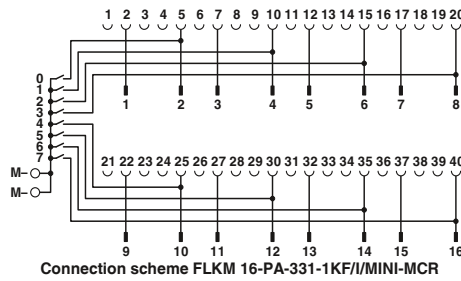 1 2 3 4 5 6 7 8 9 10 11 12 13 14 15 16 17 18 19 20
0
1
2
3
4
5
6
7
1 2 3 4 5 6 7 8
21 22 23 24 25 26 27 28 29 30 31 32 33 34 35 36 37 38 39 40
M–
M–
9 10 11 12 13 14 15 16
Connection scheme FLKM 16-PA-331-1KF/I/MINI-MCR